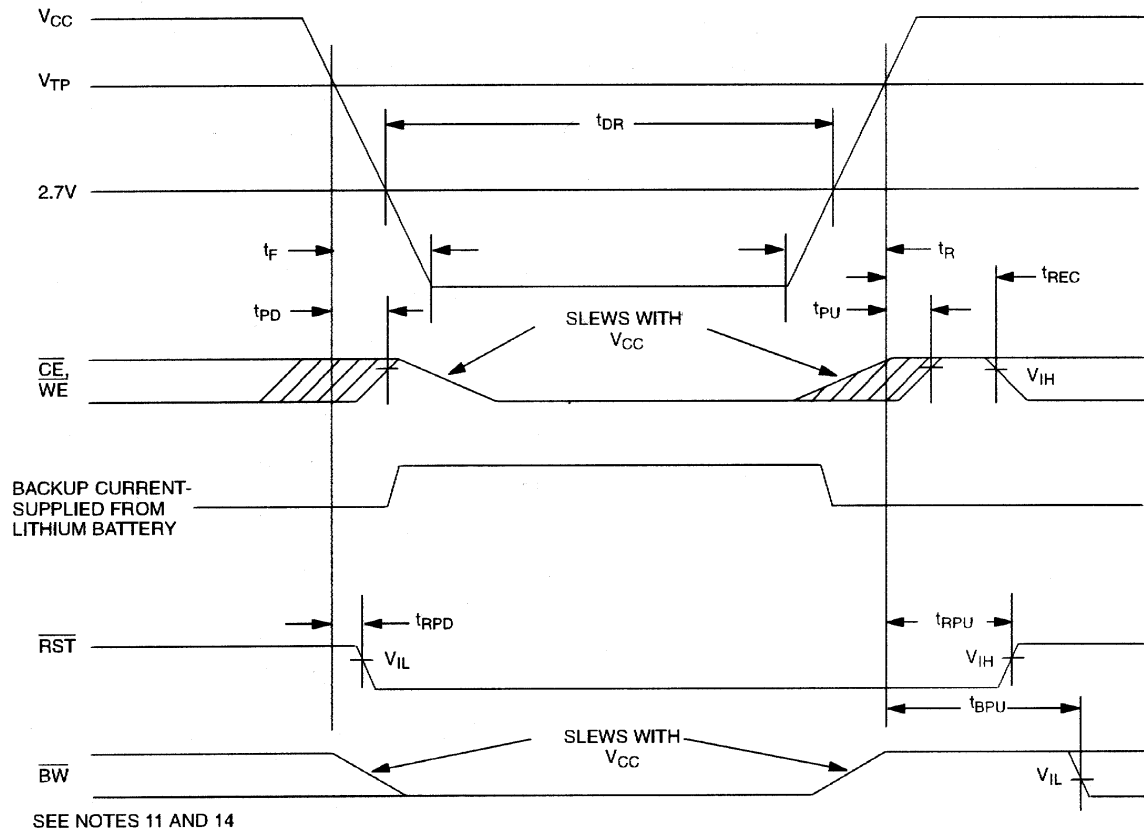 VCC
VTP
tDR
2.7V
tF
tR
tREC
tPD
tPU
SLEWS WITH
VCC
CE,
WE
VIH
BACKUP CURRENT-
SUPPLIED FROM
LITHIUM BATTERY
tRPD
tRPU
RST
VIL
VIH
tBPU
SLEWS WITH
VCC
BW
VIL
SEE NOTES 11 AND 14